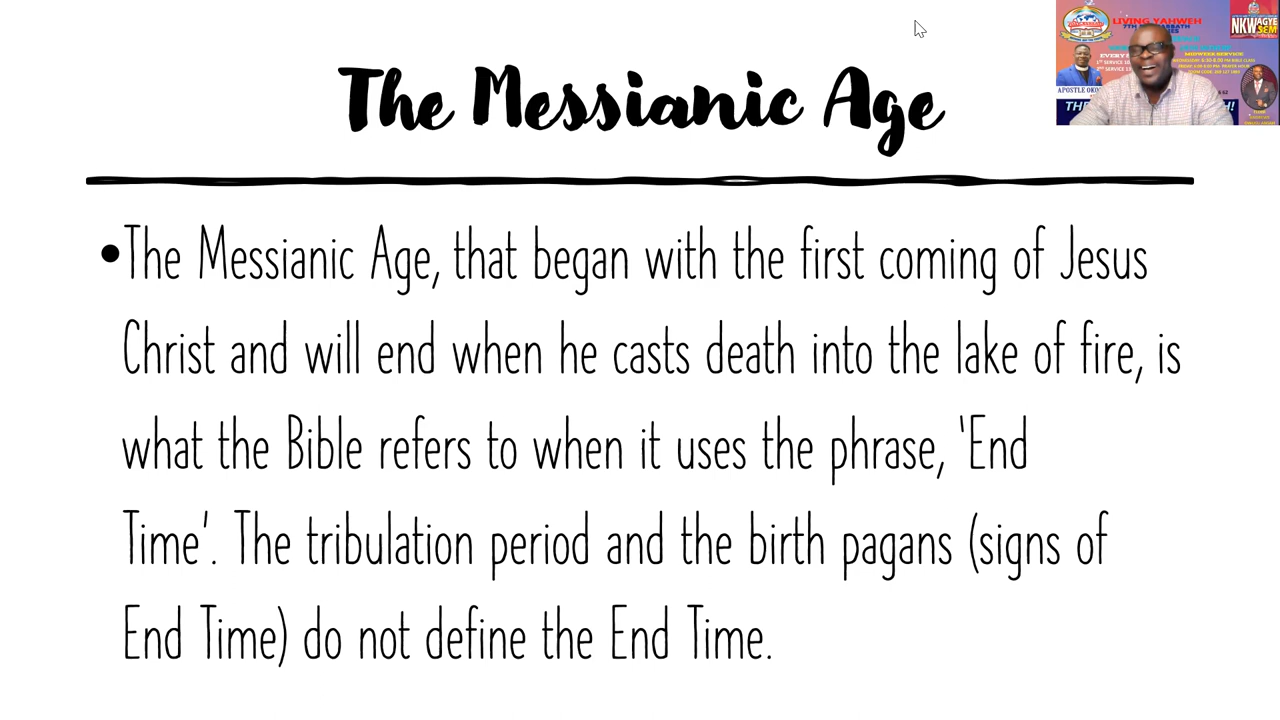 The Messianic Age
•The Messianic Age, that began with the first coming of Jesus
Christ and will end when he casts death into the lake of fire, is
what the Bible refers to when it uses the phrase, ‘End
Time’. The tribulation period and the birth pagans (signs of
End Time) do not define the End Time.
LIVING YAHWEH
NKWAGYE
SEM
APOSTLE